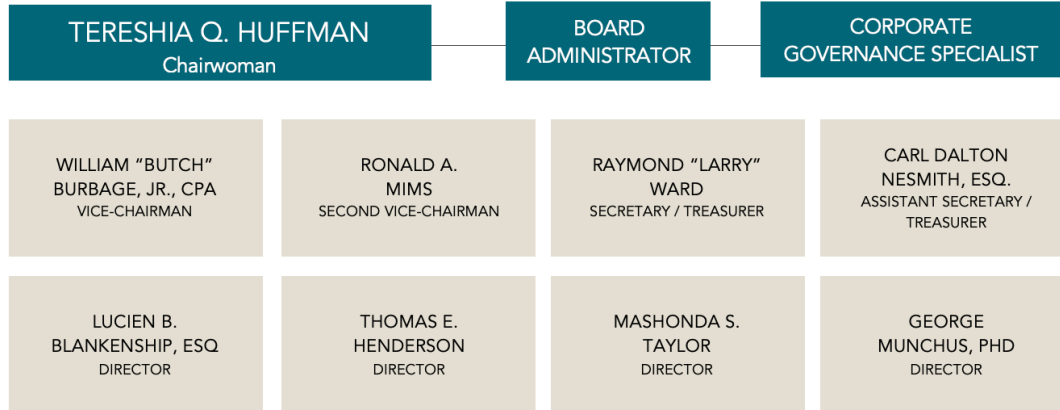 TERESHIA Q. HUFFMAN
Chairwoman
BOARD
ADMINISTRATOR
CORPORATE
GOVERNANCE SPECIALIST
WILLIAM “BUTCH”
BURBAGE, JR., CPA
VICE-CHAIRMAN
RONALD A.
MIMS
SECOND VICE-CHAIRMAN
RAYMOND “LARRY”
WARD
SECRETARY / TREASURER
CARL DALTON
NESMITH, ESQ.
ASSISTANT SECRETARY /
TREASURER
LUCIEN B.
BLANKENSHIP, ESQ
DIRECTOR
THOMAS E.
HENDERSON
DIRECTOR
MASHONDA S.
TAYLOR
DIRECTOR
GEORGE
MUNCHUS, PHD
DIRECTOR